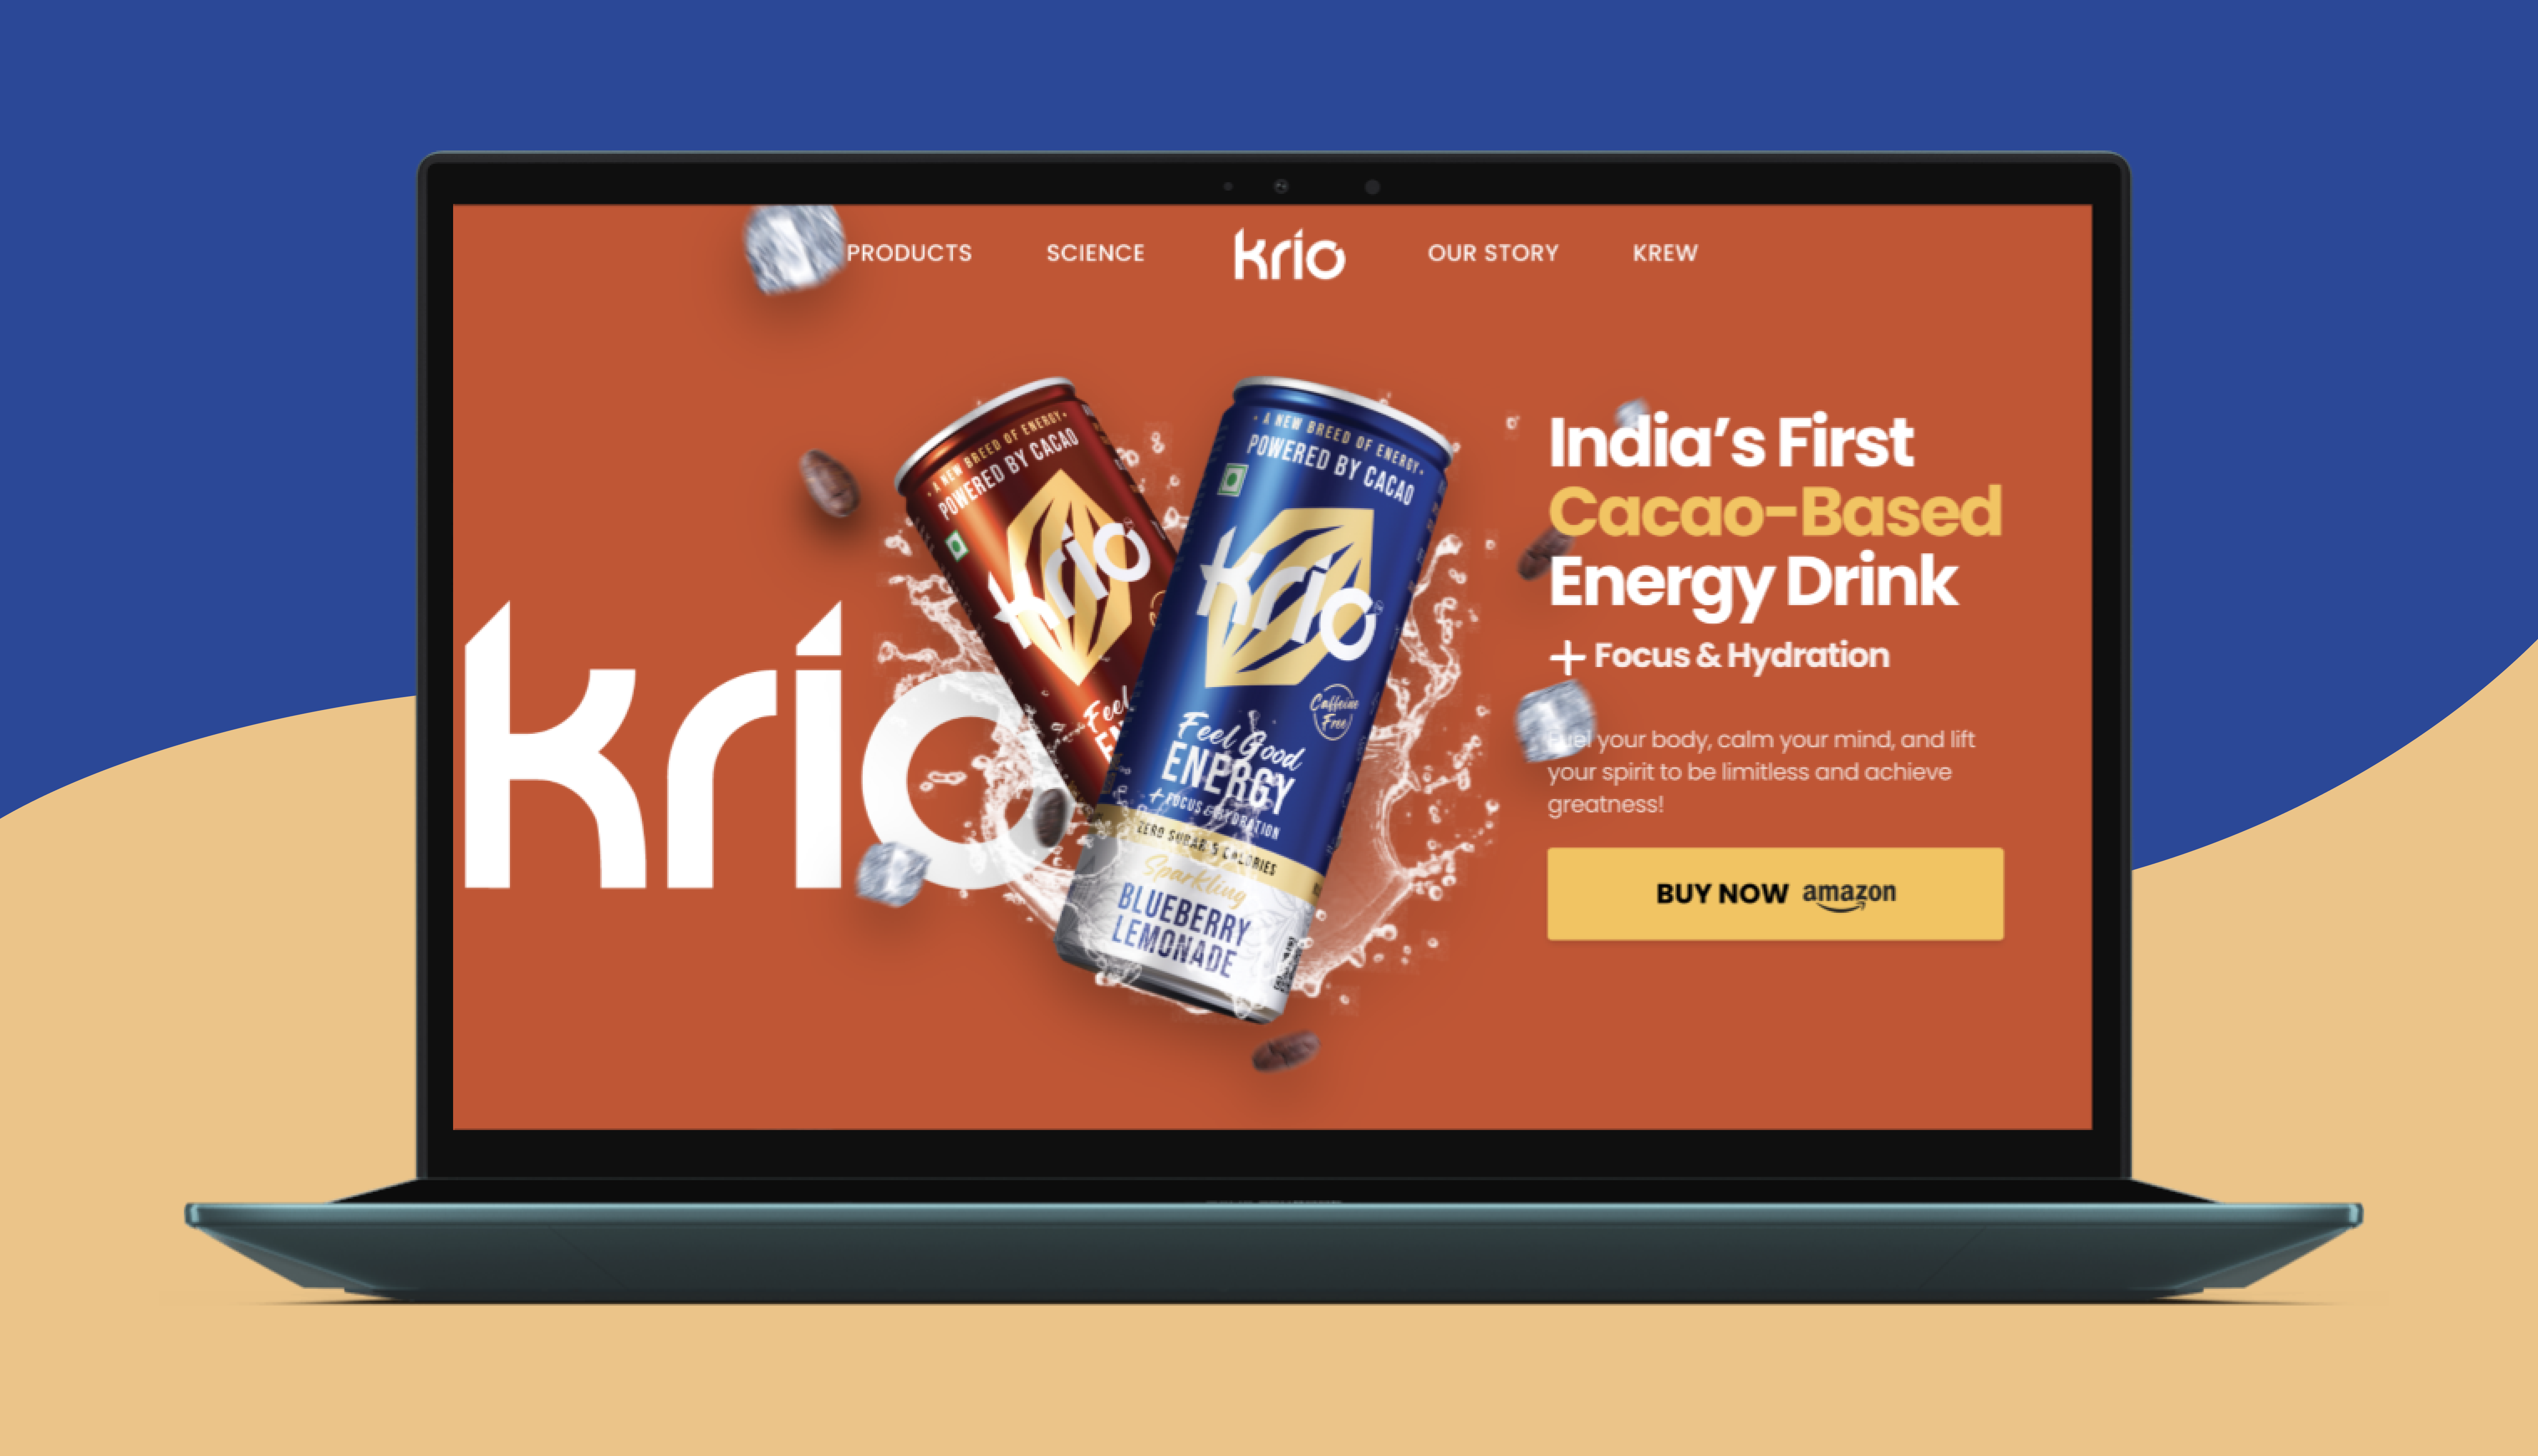 PRODUCTS
SCIENCE
krio
OUR STORY
KREW
krio
• A NEW BREED OF ENERGY •
POWERED BY CACAO
krio
Feel
• A NEW BREED OF ENERGY •
POWERED BY CACAO
krio
Caffeine
Free
Feel Good
ENERGY
+ FOCUS & HYDRATION
ZERO SUGAR 5 CALORIES
Sparkling
BLUEBERRY
LEMONADE
India's First
Cacao-Based
Energy Drink
+ Focus & Hydration
Fuel your body, calm your mind, and lift
your spirit to be limitless and achieve
greatness!
BUY NOW amazon